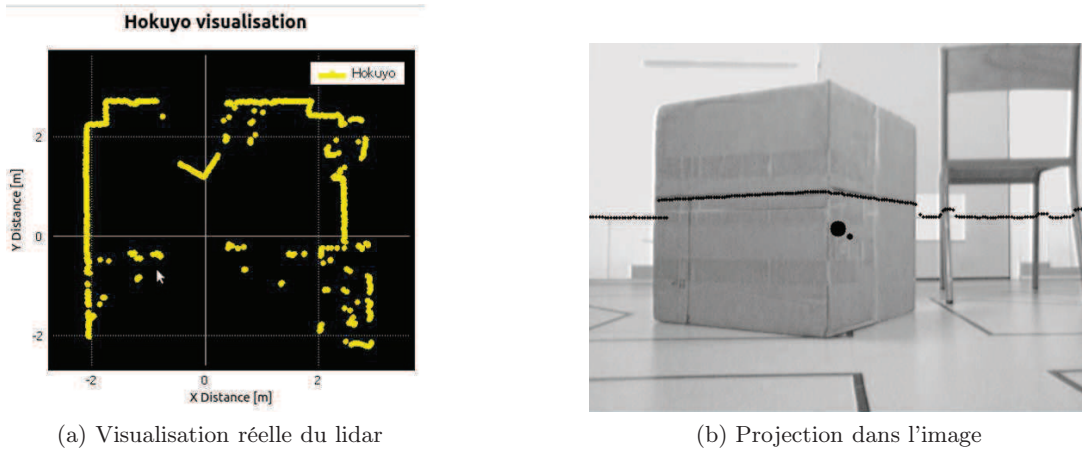 Hokuyo visualisation
Hokuyo
Y Distance [m]
2
0
-2
-2
0
2
X Distance [m]
(a) Visualisation réelle du lidar
(b) Projection dans l'image